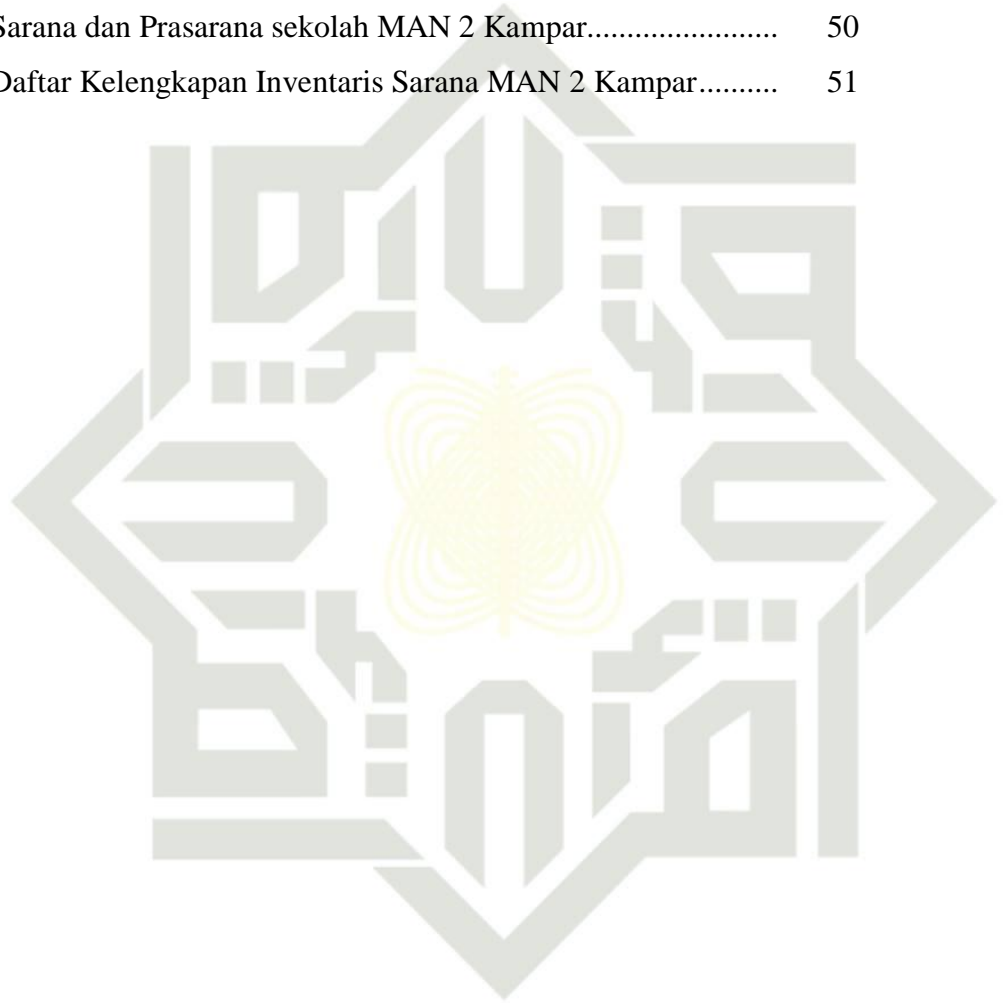 Sarana dan Prasarana sekolah MAN 2 Kampar........................ 50
Daftar Kelengkapan Inventaris Sarana MAN 2 Kampar.......... 51